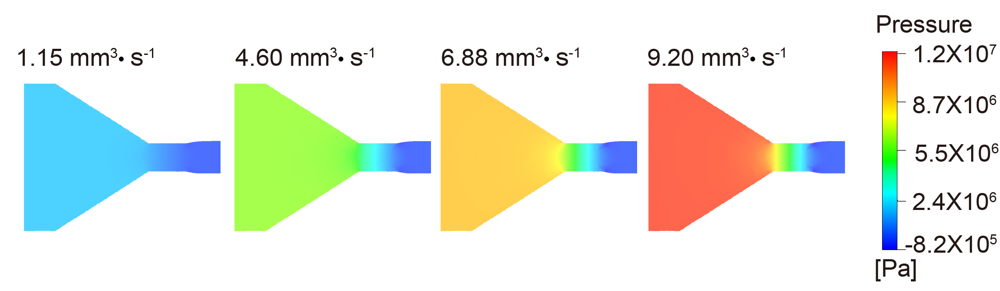 1.15 mm³• s⁻¹
4.60 mm³• s⁻¹
6.88 mm³• s⁻¹
9.20 mm³• s⁻¹
Pressure
1.2X10⁷
8.7X10⁶
5.5X10⁶
2.4X10⁶
-8.2X10⁵
[Pa]